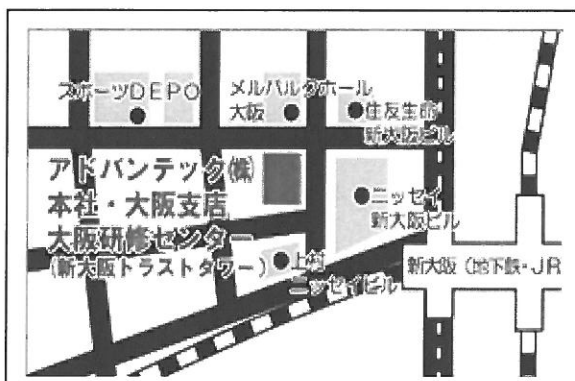 スポーツDEPO
メルパルクホール
大阪
住友生命
新大阪ビル
アドバンテック㈱
本社・大阪支店
大阪研修センター
(新大阪トラストタワー)
ニッセイ
新大阪ビル
上村
ニッセイビル
新大阪(地下鉄・JR